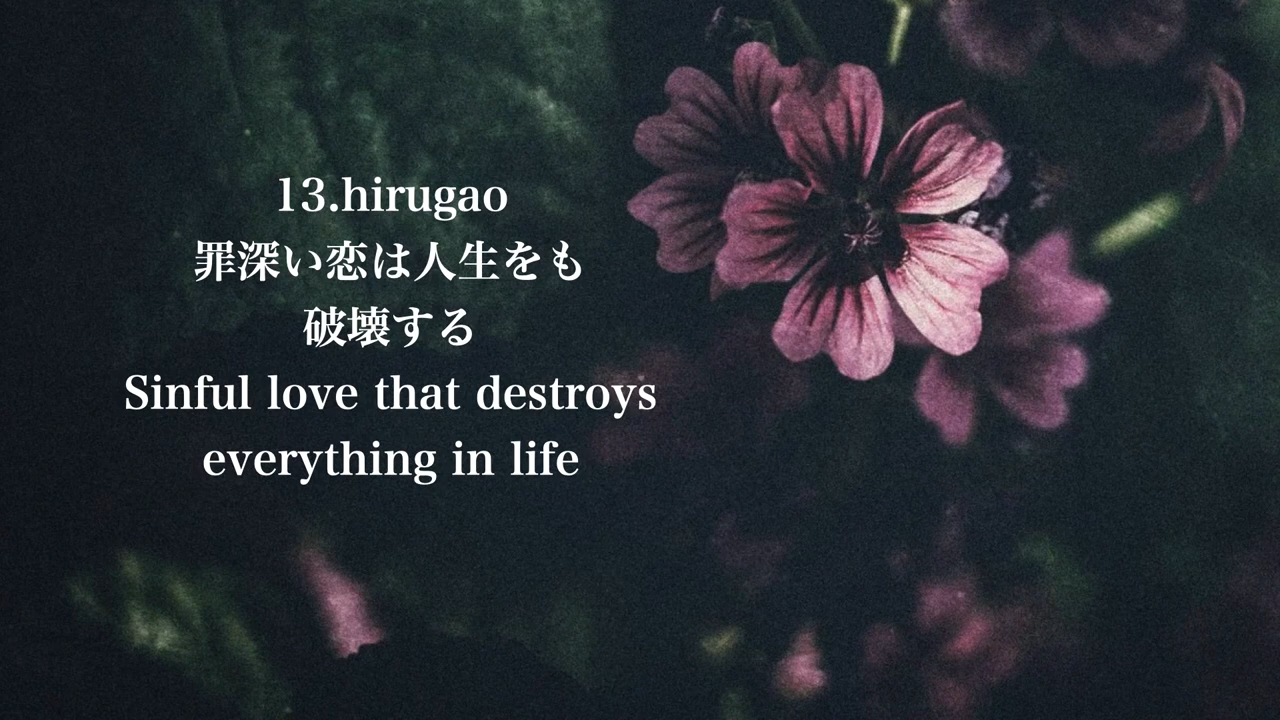 13.hirugao
罪深い恋は人生をも
破壊する
Sinful love that destroys
everything in life